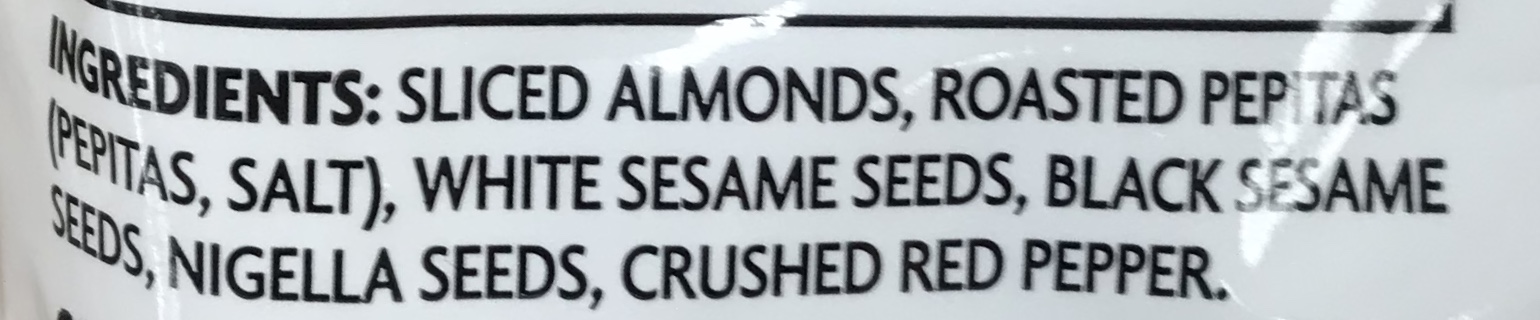 INGREDIENTS: SLICED ALMONDS, ROASTED PEPITAS
(PEPITAS, SALT), WHITE SESAME SEEDS, BLACK SESAME
SEEDS, NIGELLA SEEDS, CRUSHED RED PEPPER.